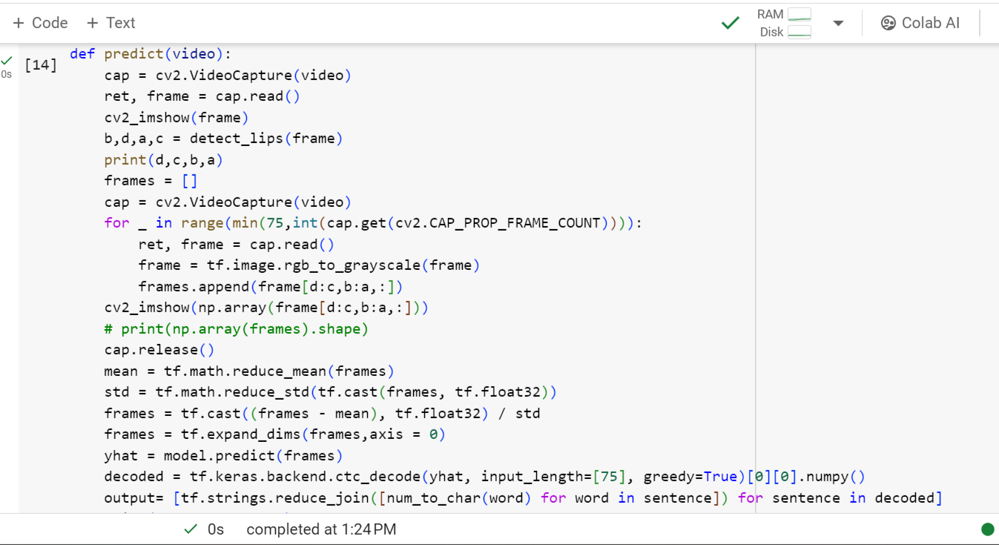 + Code + Text
RAM
Disk
Colab AI
0s
[14]
def predict(video):
    cap = cv2.VideoCapture(video)
    ret, frame = cap.read()
    cv2_imshow(frame)
    b,d,a,c = detect_lips(frame)
    print(d,c,b,a)
    frames = []
    cap = cv2.VideoCapture(video)
    for _ in range(min(75,int(cap.get(cv2.CAP_PROP_FRAME_COUNT)))):
        ret, frame = cap.read()
        frame = tf.image.rgb_to_grayscale(frame)
        frames.append(frame[d:c,b:a,:])
    cv2_imshow(np.array(frame[d:c,b:a,:]))
    # print(np.array(frames).shape)
    cap.release()
    mean = tf.math.reduce_mean(frames)
    std = tf.math.reduce_std(tf.cast(frames, tf.float32))
    frames = tf.cast((frames - mean), tf.float32) / std
    frames = tf.expand_dims(frames,axis = 0)
    yhat = model.predict(frames)
    decoded = tf.keras.backend.ctc_decode(yhat, input_length=[75], greedy=True)[0][0].numpy()
    output= [tf.strings.reduce_join([num_to_char(word) for word in sentence]) for sentence in decoded]
0s completed at 1:24 PM